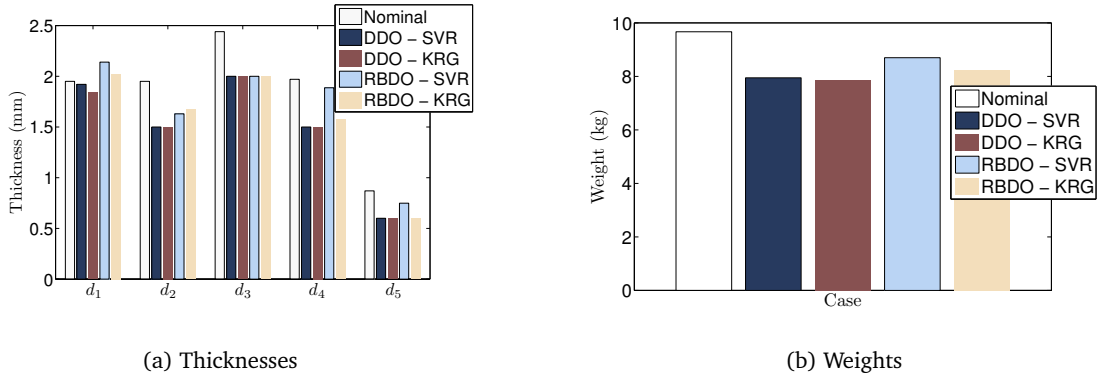 Thickness (mm)
2.5
2
1.5
1
0.5
0
d1
d2
d3
d4
d5
Nominal
DDO – SVR
DDO – KRG
RBDO – SVR
RBDO – KRG
(a) Thicknesses
Weight (kg)
10
8
6
4
2
0
Case
Nominal
DDO – SVR
DDO – KRG
RBDO – SVR
RBDO – KRG
(b) Weights